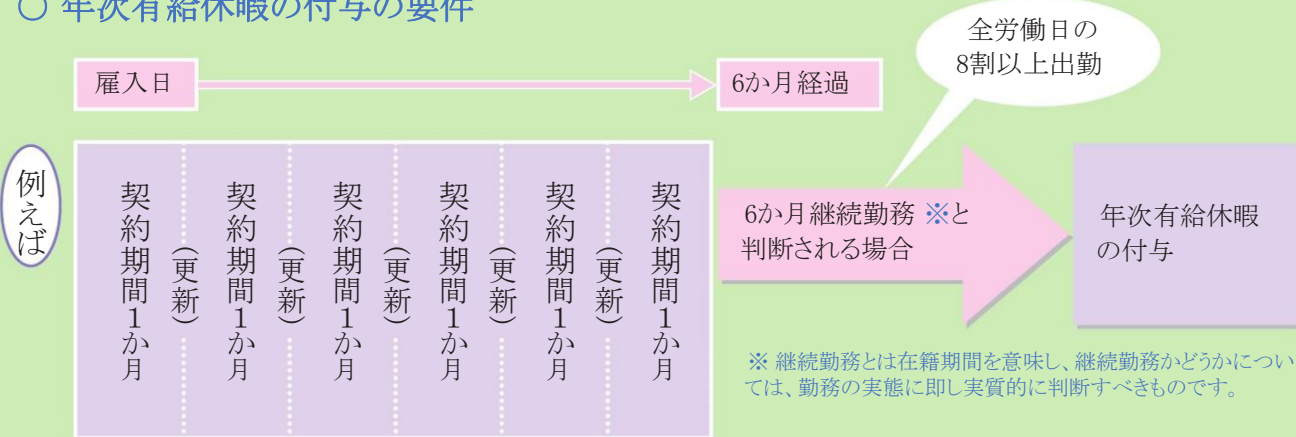 ○ 年次有給休暇の付与の要件
全労働日の
8割以上出勤
雇入日
6か月経過
例えば
契約期間1か月
(更新)
契約期間1か月
(更新)
契約期間1か月
(更新)
契約期間1か月
(更新)
契約期間1か月
(更新)
契約期間1か月
6か月継続勤務 ※と
判断される場合
年次有給休暇
の付与
※ 継続勤務とは在籍期間を意味し、継続勤務かどうかについ
ては、勤務の実態に即し実質的に判断すべきものです。